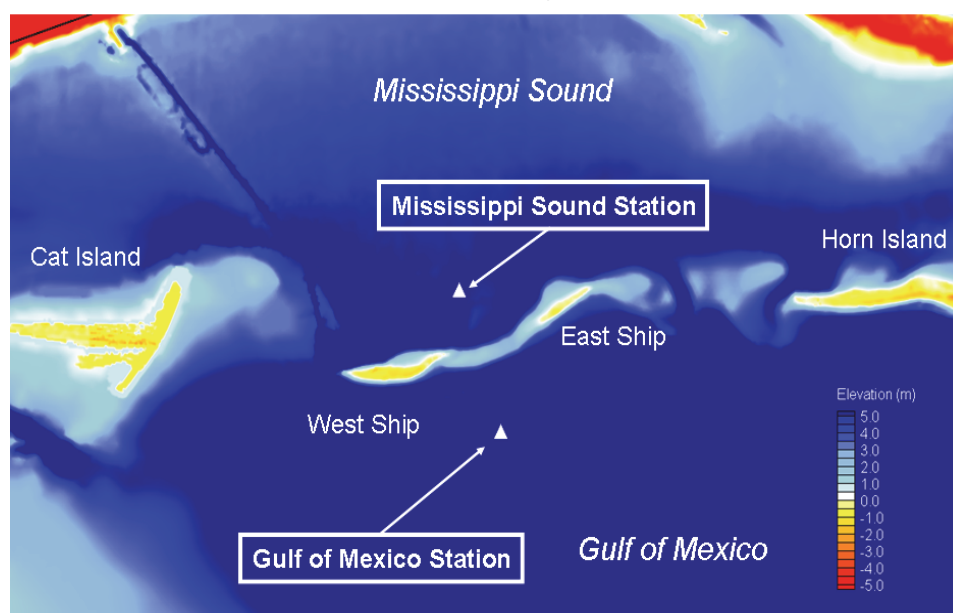 Mississippi Sound
Mississippi Sound Station
Cat Island
Horn Island
East Ship
West Ship
Gulf of Mexico Station
Gulf of Mexico
Elevation (m)
5.0
4.0
3.0
2.0
1.0
0.0
-1.0
-2.0
-3.0
-4.0
-5.0